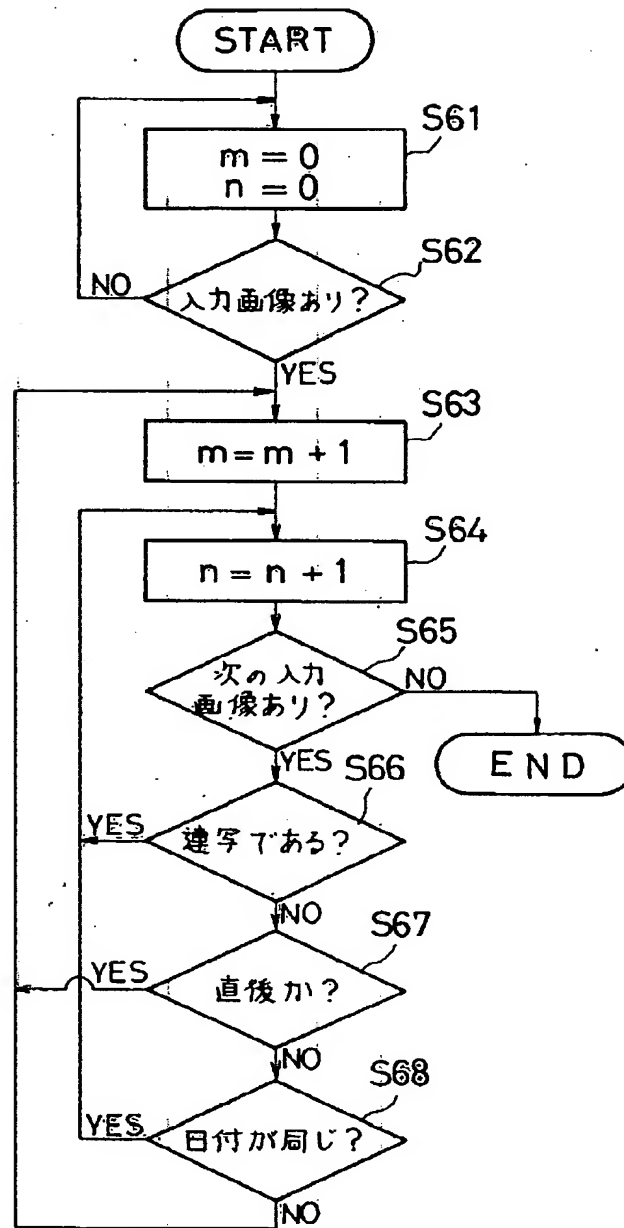 START
S61
m = 0
n = 0
S62
入力画像あり?
NO
YES
S63
m = m + 1
S64
n = n + 1
S65
次の入力
画像あり?
NO
YES
END
S66
連写である?
YES
NO
S67
直後か?
YES
NO
S68
日付が同じ?
YES
NO